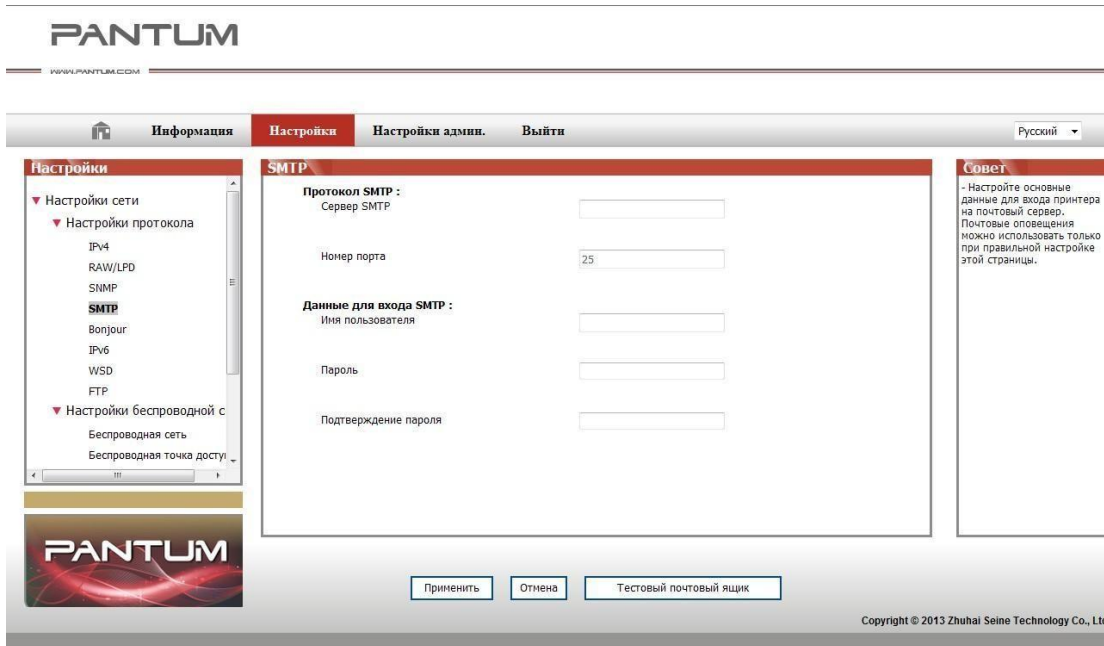 PANTUM
WWW.PANTUM.COM
Информация
Настройки
Настройки админ.
Выйти
Русский
Настройки
Настройки сети
Настройки протокола
IPv4
RAW/LPD
SNMP
SMTP
Bonjour
IPv6
WSD
FTP
Настройки беспроводной с
Беспроводная сеть
Беспроводная точка досту
SMTP
Протокол SMTP :
Сервер SMTP
Номер порта
25
Данные для входа SMTP :
Имя пользователя
Пароль
Подтверждение пароля
Совет
- Настройте основные
данные для входа принтера
на почтовый сервер.
Почтовые оповещения
можно использовать только
при правильной настройке
этой страницы.
PANTUM
Применить
Отмена
Тестовый почтовый ящик
Copyright © 2013 Zhuhai Seine Technology Co., Ltd